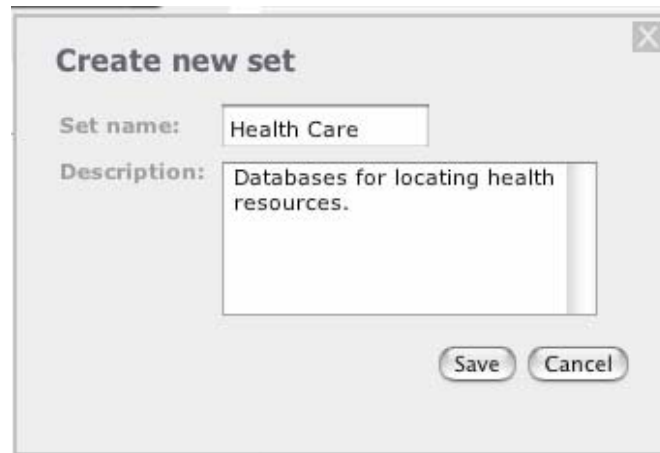 Create new set
Set name: Health Care
Description: Databases for locating health
resources.
Save Cancel